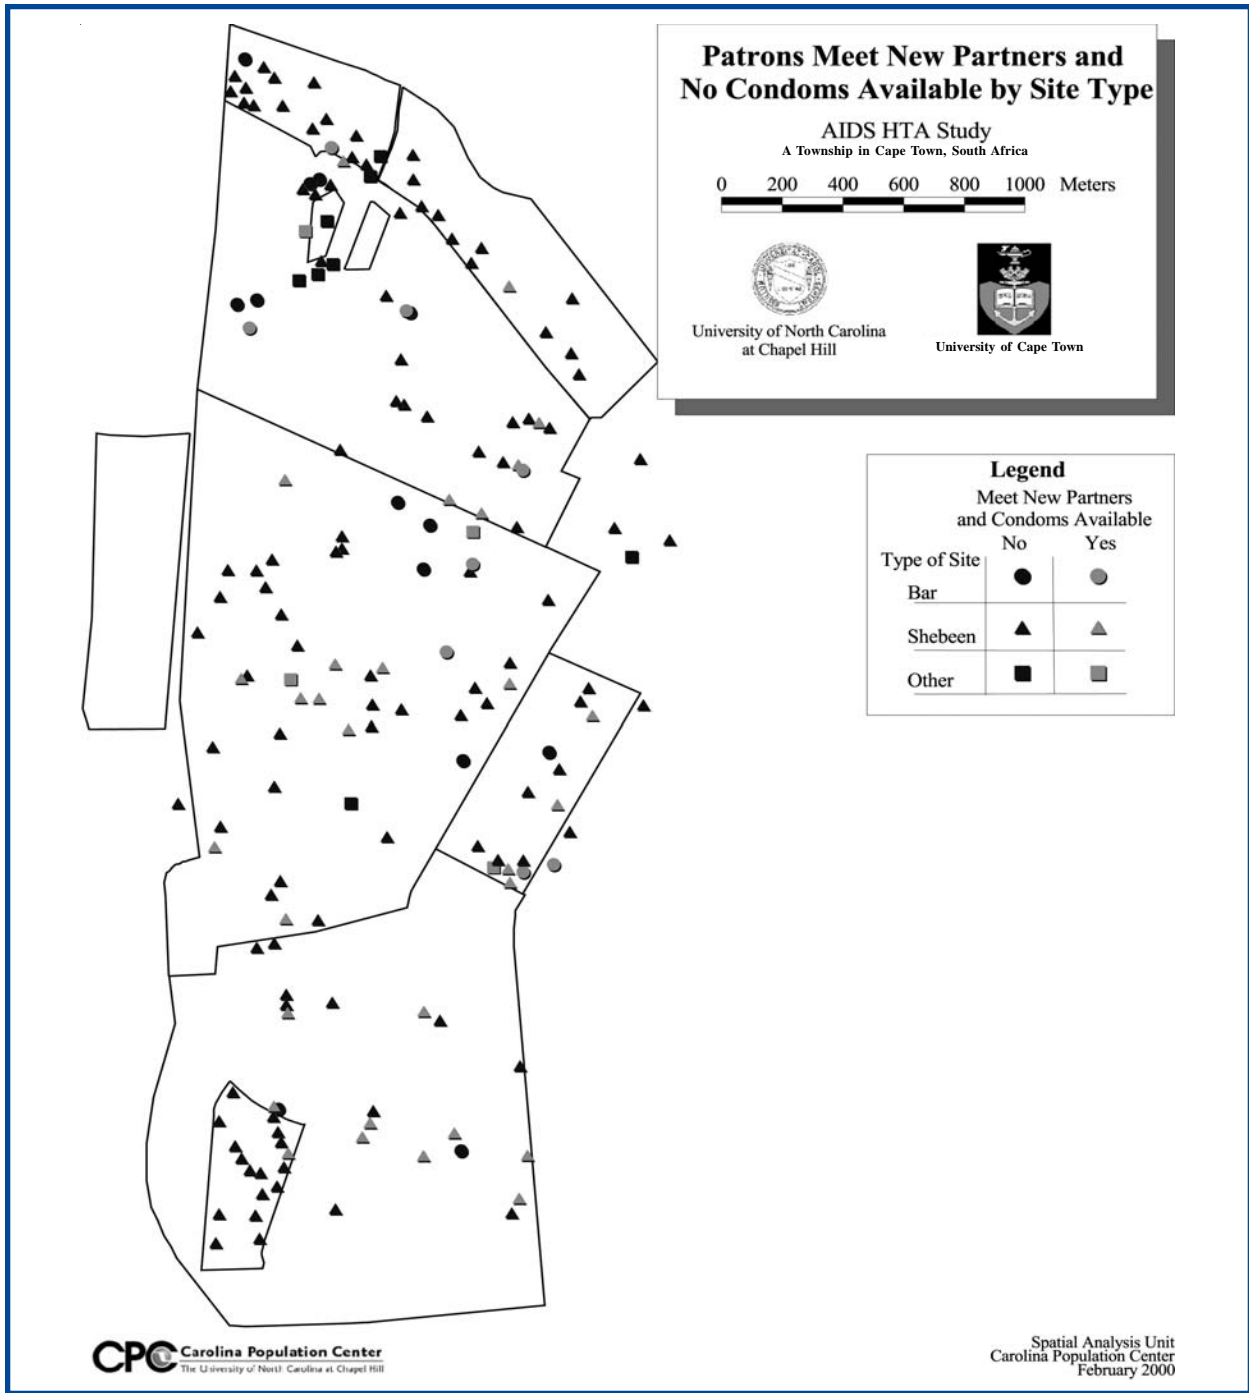 Patrons Meet New Partners and
No Condoms Available by Site Type
AIDS HTA Study
A Township in Cape Town, South Africa
0 200 400 600 800 1000 Meters
University of North Carolina
at Chapel Hill
University of Cape Town
Legend
Meet New Partners
and Condoms Available
No Yes
Type of Site
Bar
Shebeen
Other
CPC Carolina Population Center
The University of North Carolina at Chapel Hill
Spatial Analysis Unit
Carolina Population Center
February 2000